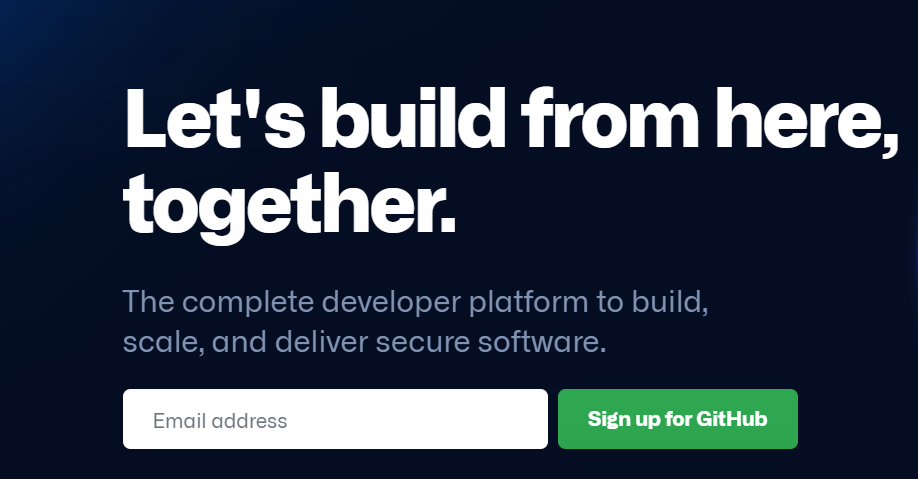 Let's build from here,
together.
The complete developer platform to build,
scale, and deliver secure software.
Email address
Sign up for GitHub